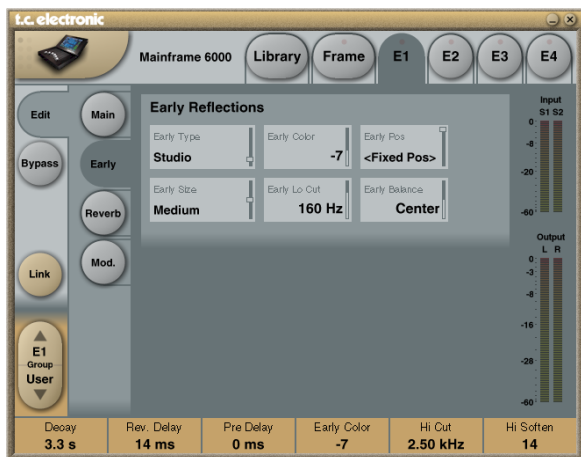 t.c. electronic
Mainframe 6000
Library
Frame
E1
E2
E3
E4
Edit
Bypass
Link
E1
Group
User
Main
Early
Reverb
Mod.
Early Reflections
Early Type
Studio
Early Color
-7
Early Pos
<Fixed Pos>
Early Size
Medium
Early Lo Cut
160 Hz
Early Balance
Center
Input
S1 S2
0
-8
-20
-60
Output
L R
0
-3
-8
-16
-28
-60
Decay
3.3 s
Rev. Delay
14 ms
Pre Delay
0 ms
Early Color
-7
Hi Cut
2.50 kHz
Hi Soften
14